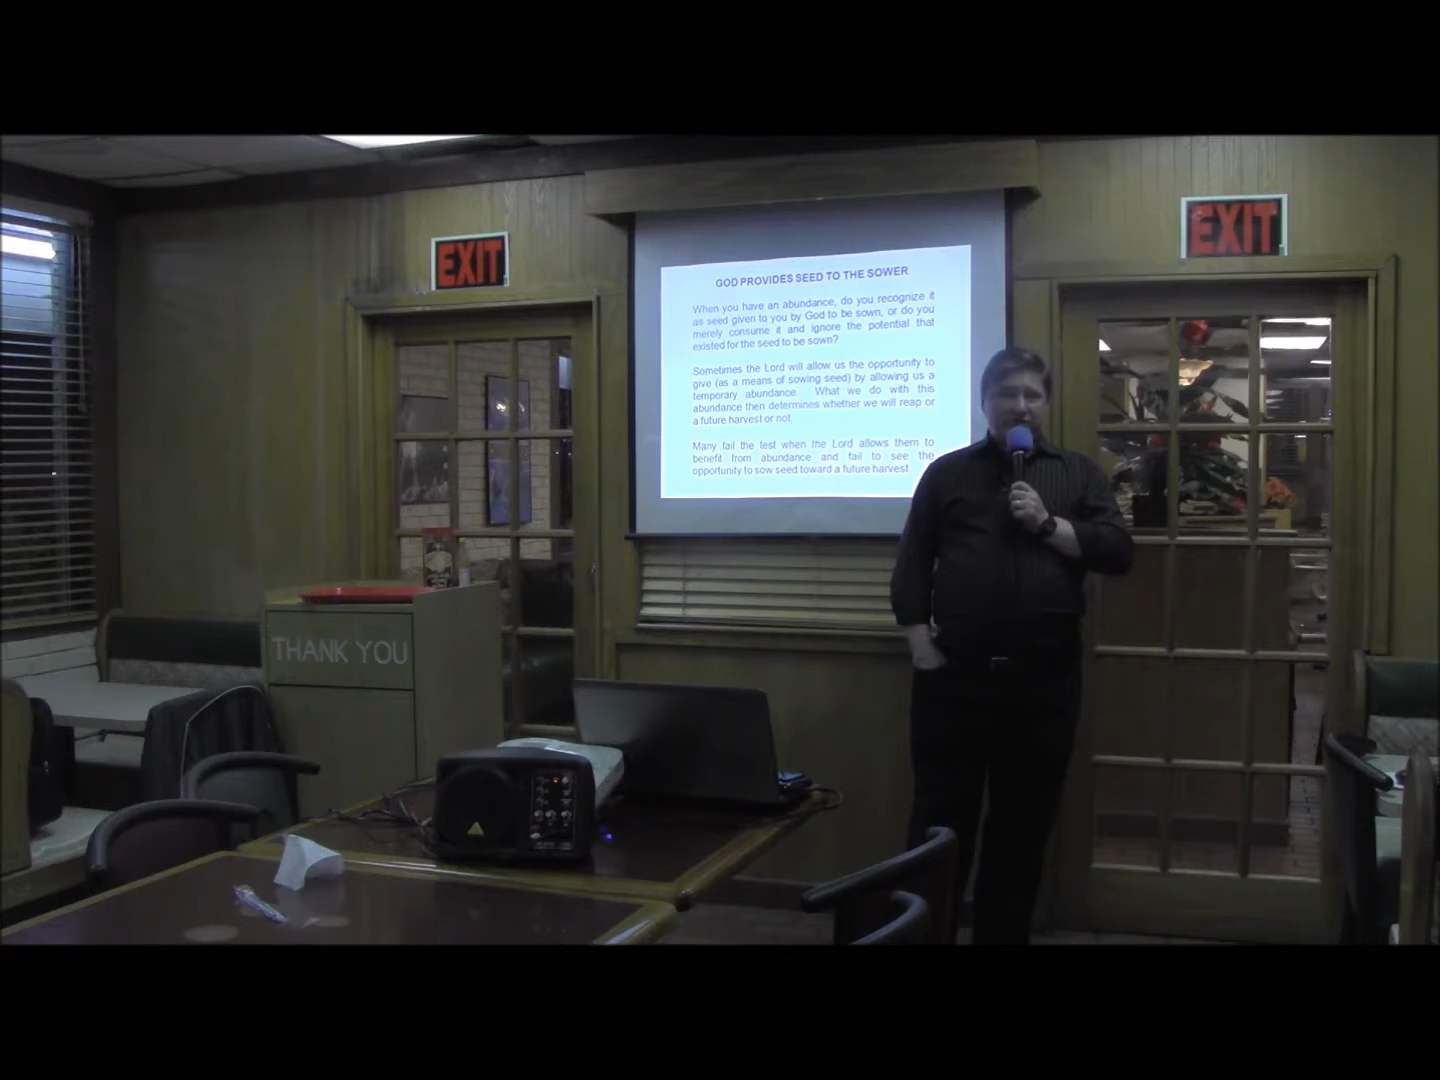 EXIT
EXIT
GOD PROVIDES SEED TO THE SOWER
When you have an abundance, do you recognize it
as seed given to you by God to be sown, or do you
merely consume it and ignore the potential that
existed for the seed to be sown?
Sometimes the Lord will allow us the opportunity to
give (as a means of sowing seed) by allowing us a
temporary abundance. What we do with this
abundance then determines whether we will reap or
a future harvest or not.
Many fail the test when the Lord allows them to
benefit from abundance and fail to see the
opportunity to sow seed toward a future harvest
THANK YOU